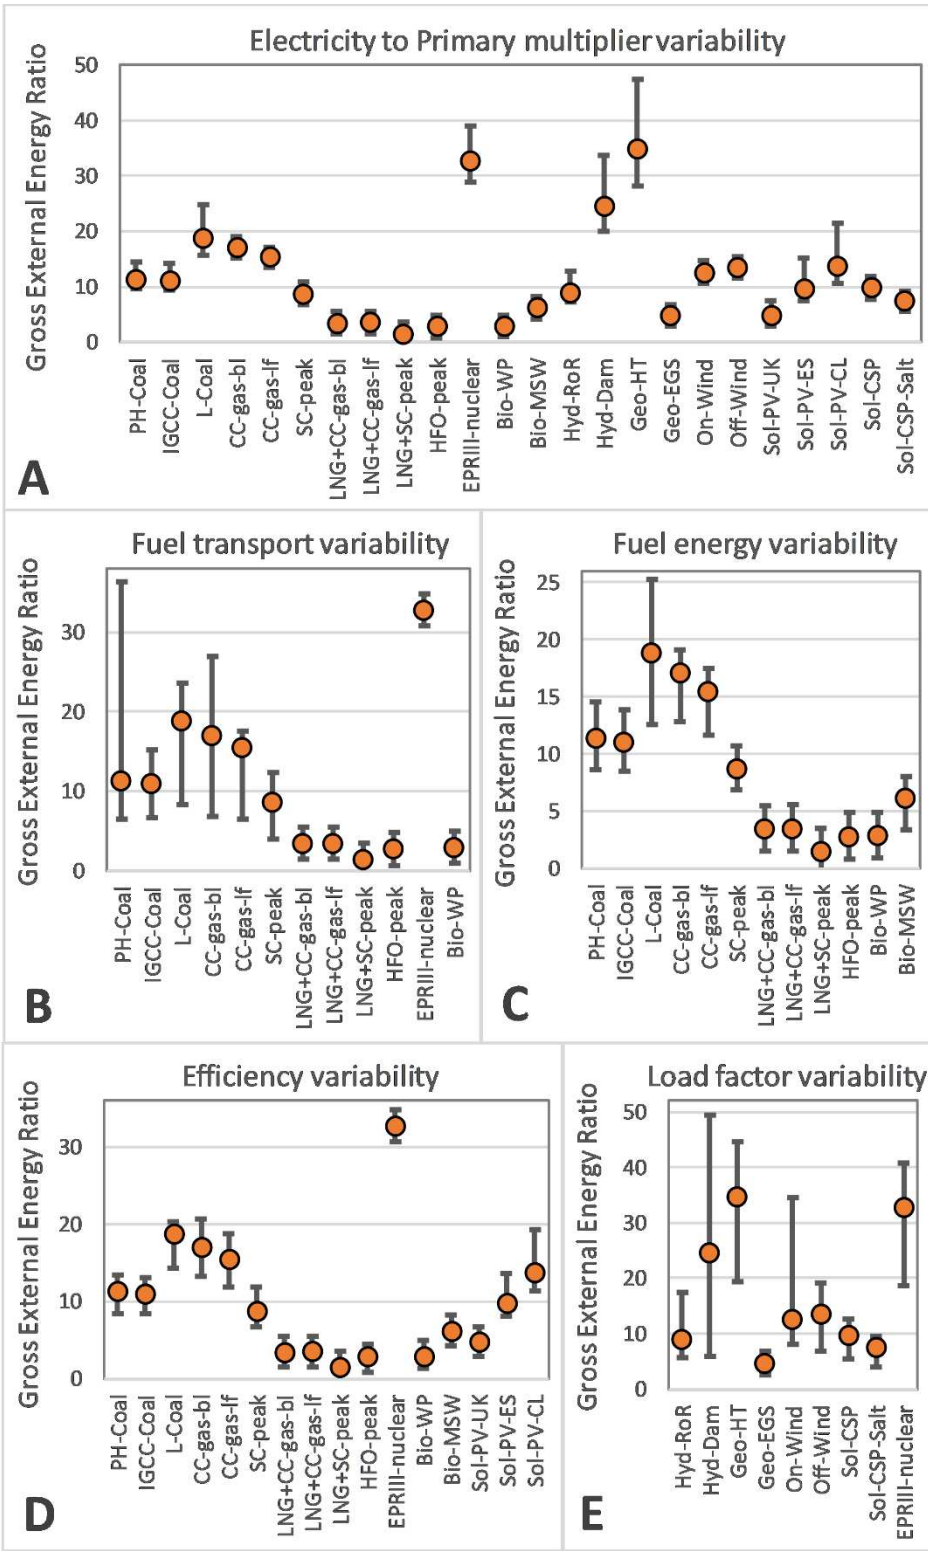 Electricity to Primary multiplier variability
Gross External Energy Ratio
50
40
30
20
10
0
PH-Coal
IGCC-Coal
L-Coal
CC-gas-bl
CC-gas-lf
SC-peak
LNG+CC-gas-bl
LNG+CC-gas-lf
LNG+SC-peak
HFO-peak
EPRIII-nuclear
Bio-WP
Bio-MSW
Hyd-RoR
Hyd-Dam
Geo-HT
Geo-EGS
On-Wind
Off-Wind
Sol-PV-UK
Sol-PV-ES
Sol-PV-CL
Sol-CSP
Sol-CSP-Salt
A
Fuel transport variability
Gross External Energy Ratio
30
20
10
0
PH-Coal
IGCC-Coal
L-Coal
CC-gas-bl
CC-gas-lf
SC-peak
LNG+CC-gas-bl
LNG+CC-gas-lf
LNG+SC-peak
HFO-peak
EPRIII-nuclear
Bio-WP
B
Fuel energy variability
Gross External Energy Ratio
25
20
15
10
5
0
PH-Coal
IGCC-Coal
L-Coal
CC-gas-bl
CC-gas-lf
SC-peak
LNG+CC-gas-bl
LNG+CC-gas-lf
LNG+SC-peak
HFO-peak
Bio-WP
Bio-MSW
C
Efficiency variability
Gross External Energy Ratio
30
20
10
0
PH-Coal
IGCC-Coal
L-Coal
CC-gas-bl
CC-gas-lf
SC-peak
LNG+CC-gas-bl
LNG+CC-gas-lf
LNG+SC-peak
HFO-peak
EPRIII-nuclear
Bio-WP
Bio-MSW
Sol-PV-UK
Sol-PV-ES
Sol-PV-CL
D
Load factor variability
Gross External Energy Ratio
50
40
30
20
10
0
Hyd-RoR
Hyd-Dam
Geo-HT
Geo-EGS
On-Wind
Off-Wind
Sol-CSP
Sol-CSP-Salt
EPRIII-nuclear
E